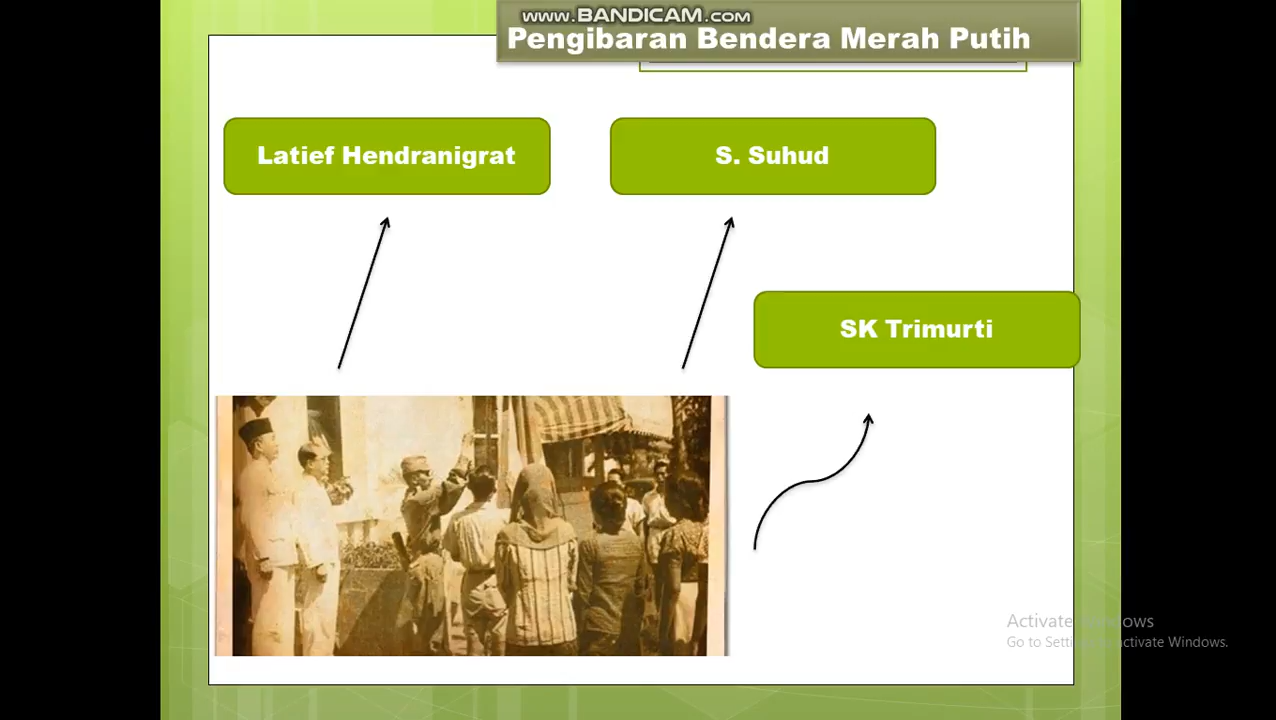 www.BANDICAM.com
Pengibaran Bendera Merah Putih
Latief Hendranigrat
S. Suhud
SK Trimurti
Activate Windows
Go to Settings to activate Windows.